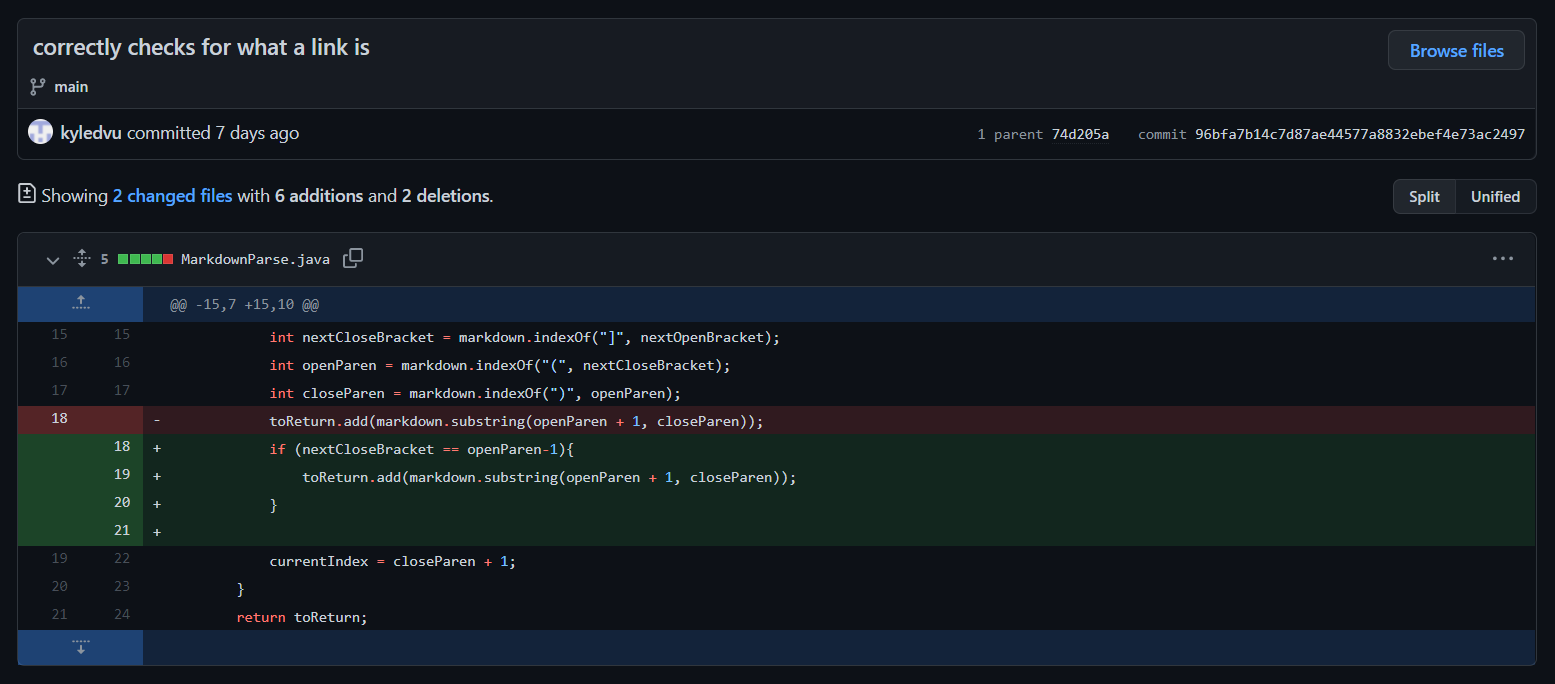 correctly checks for what a link is
Browse files
main
kyledvu committed 7 days ago
1 parent 74d205a commit 96bfa7b14c7d87ae44577a8832ebef4e73ac2497
Showing 2 changed files with 6 additions and 2 deletions.
Split Unified
5 MarkdownParse.java
@@ -15,7 +15,10 @@
15 15 int nextCloseBracket = markdown.indexOf("]", nextOpenBracket);
16 16 int openParen = markdown.indexOf("(", nextCloseBracket);
17 17 int closeParen = markdown.indexOf(")", openParen);
18 - toReturn.add(markdown.substring(openParen + 1, closeParen));
18 + if (nextCloseBracket == openParen-1){
19 + toReturn.add(markdown.substring(openParen + 1, closeParen));
20 + }
21 +
19 22 currentIndex = closeParen + 1;
20 23 }
21 24 return toReturn;